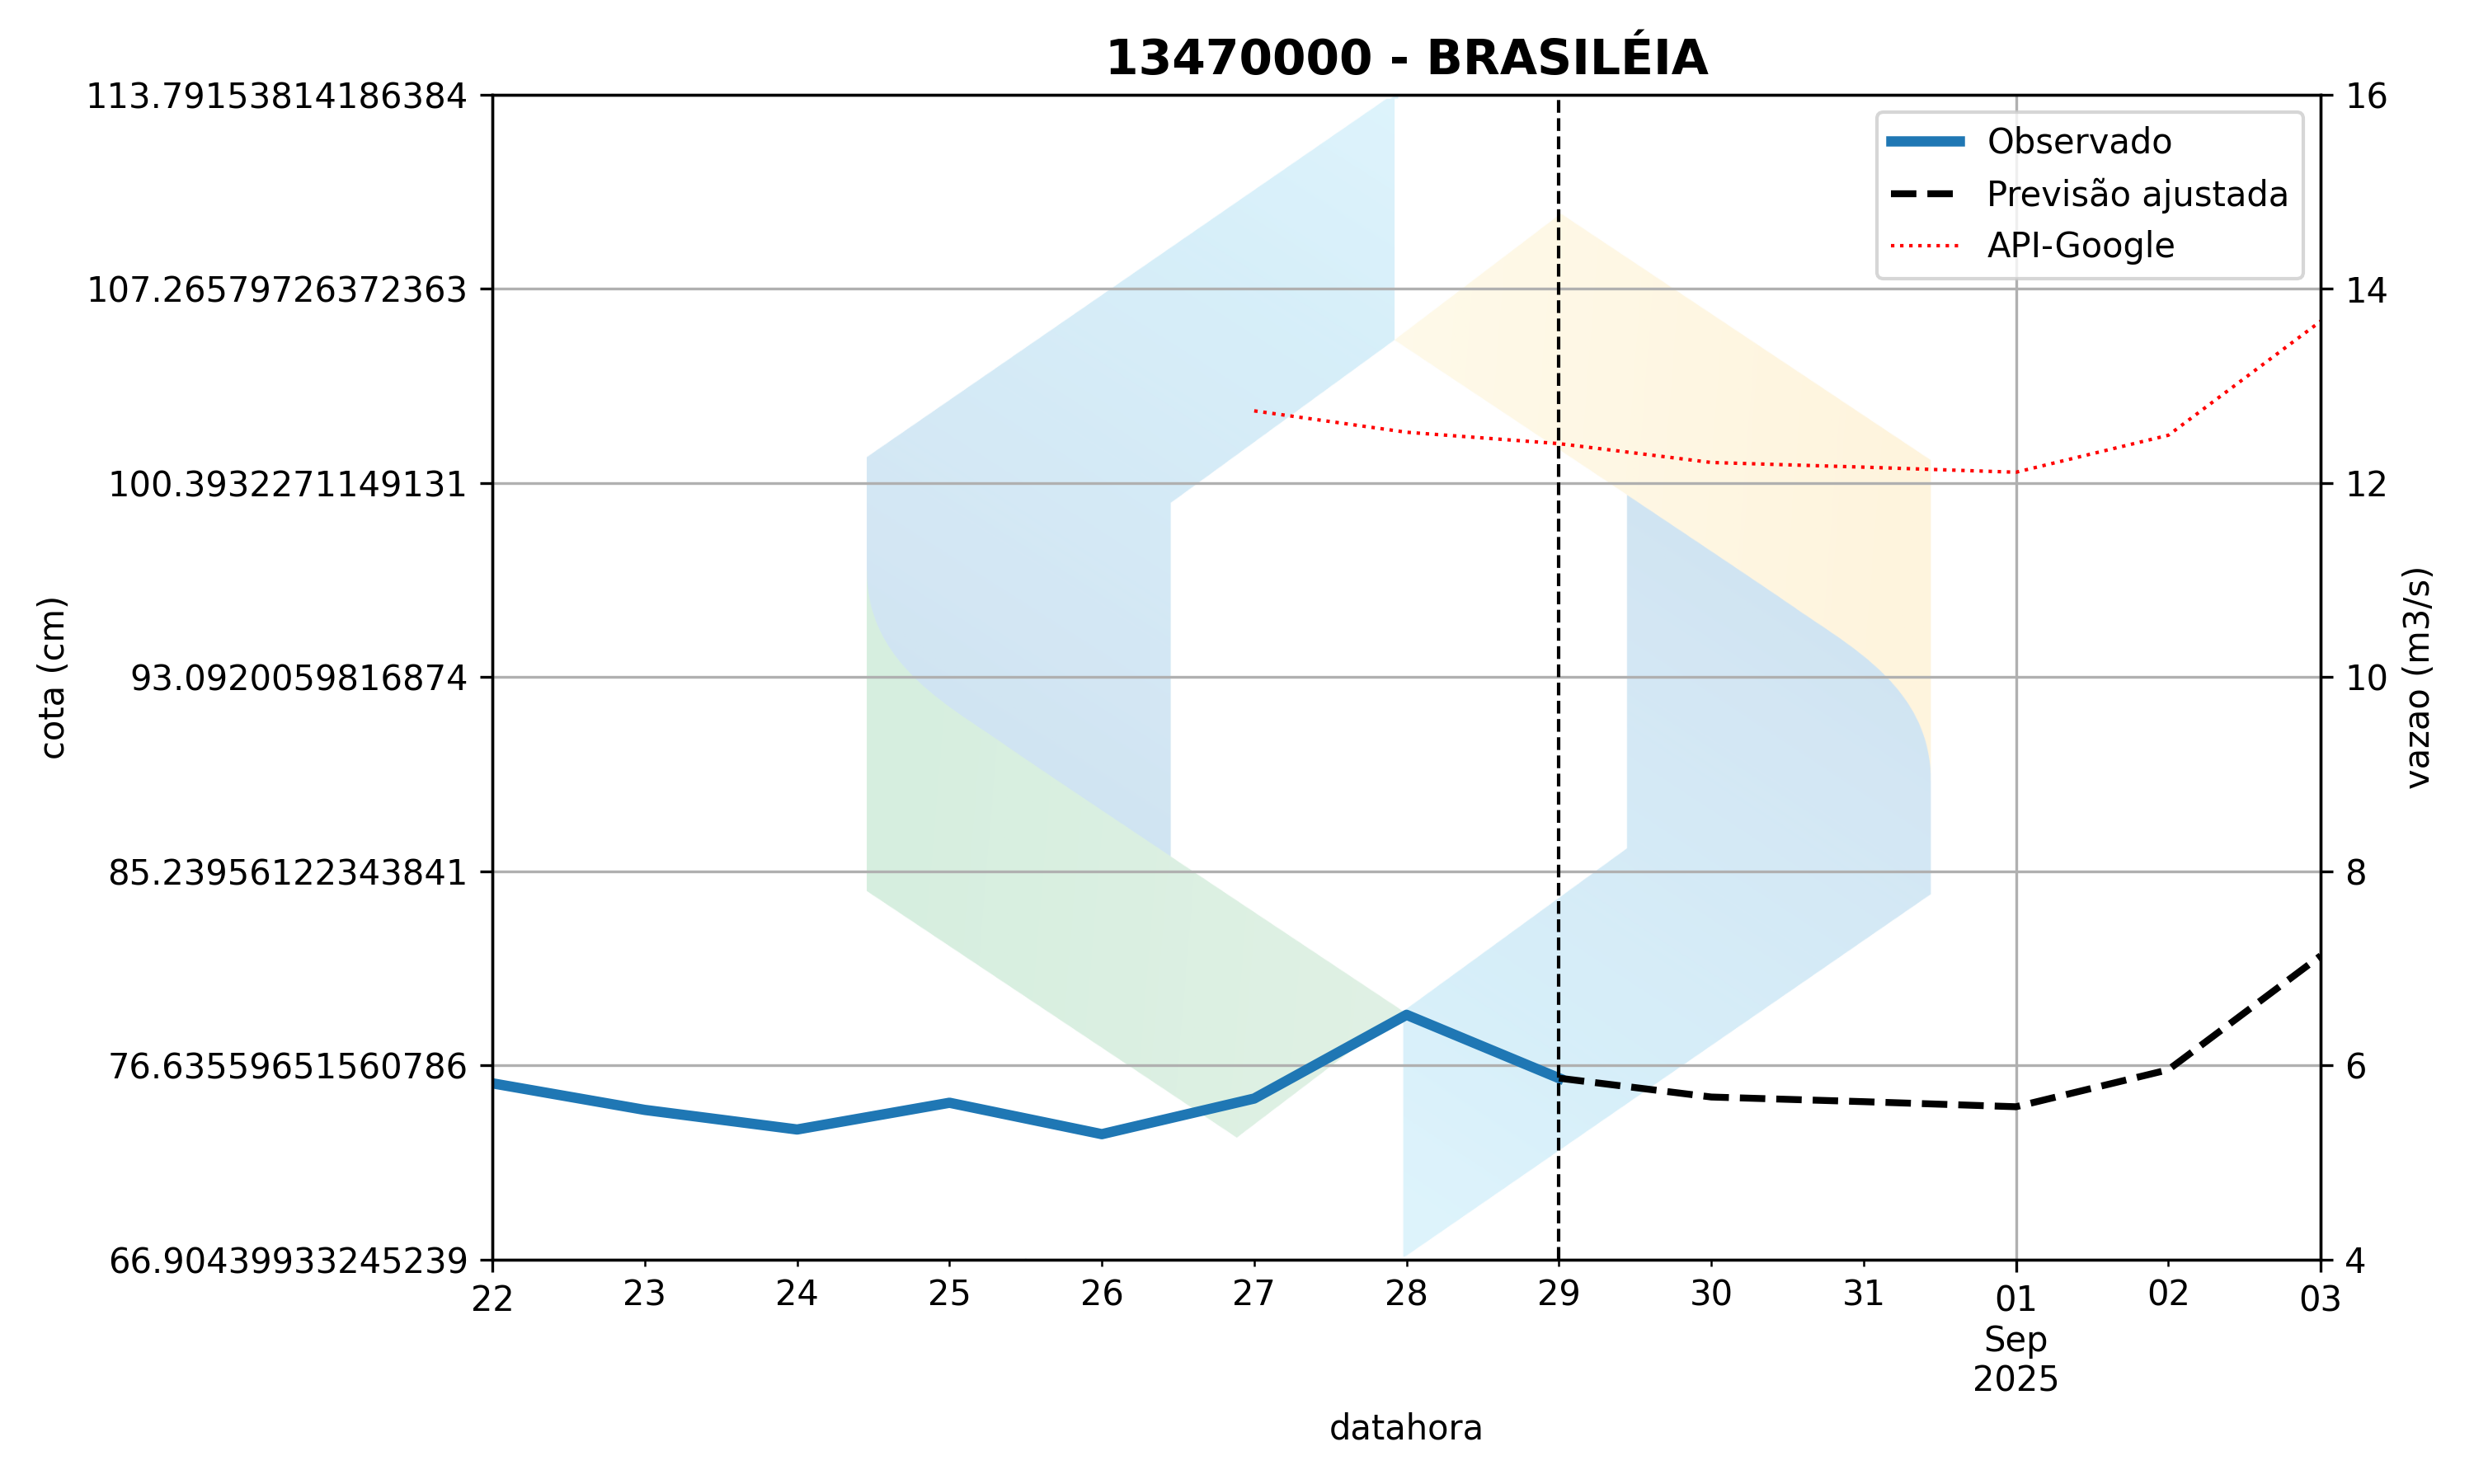 13470000 - BRASILÉIA
113.79153814186384
107.26579726372363
100.3932271149131
93.0920059816874
85.23956122343841
76.63559651560786
66.90439933245239
cota (cm)
16
14
12
10
8
6
4
vazao (m3/s)
Observado
Previsão ajustada
API-Google
22 23 24 25 26 27 28 29 30 31 01 02 03
Sep
2025
datahora